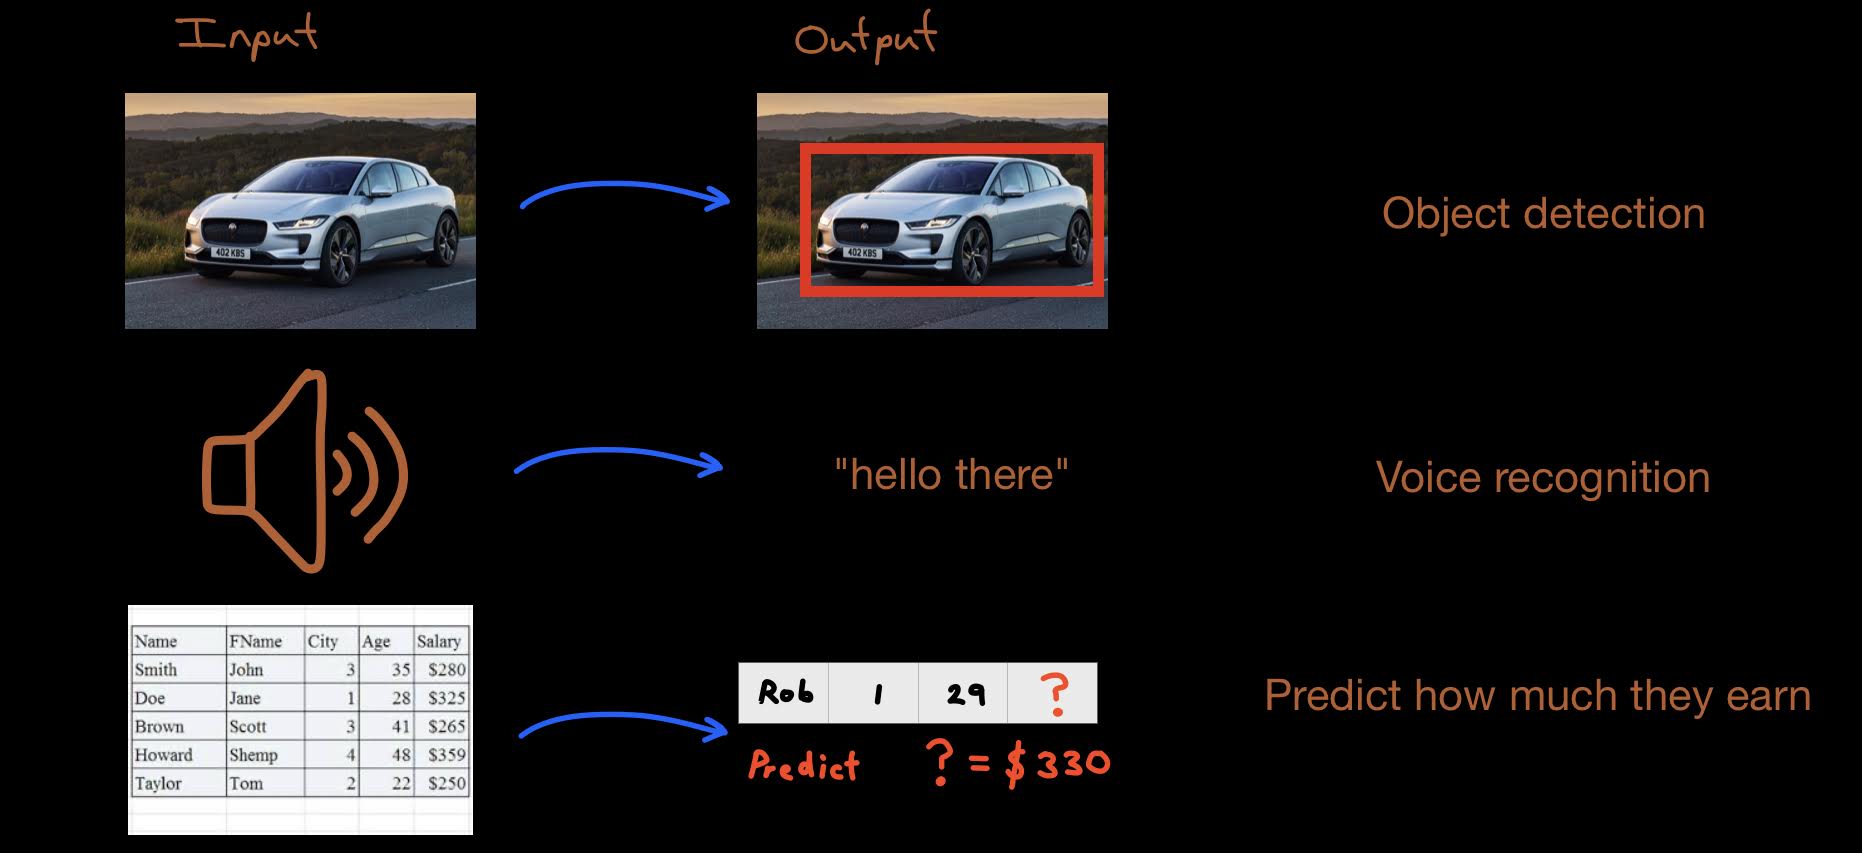 Input
Output
402 KBS
402 KBS
Object detection
"hello there"
Voice recognition
Name FName City Age Salary
Smith John 3 35 $280
Doe Jane 1 28 $325
Brown Scott 3 41 $265
Howard Shemp 4 48 $359
Taylor Tom 2 22 $250
Rob 1 29 ?
Predict ? = $330
Predict how much they earn